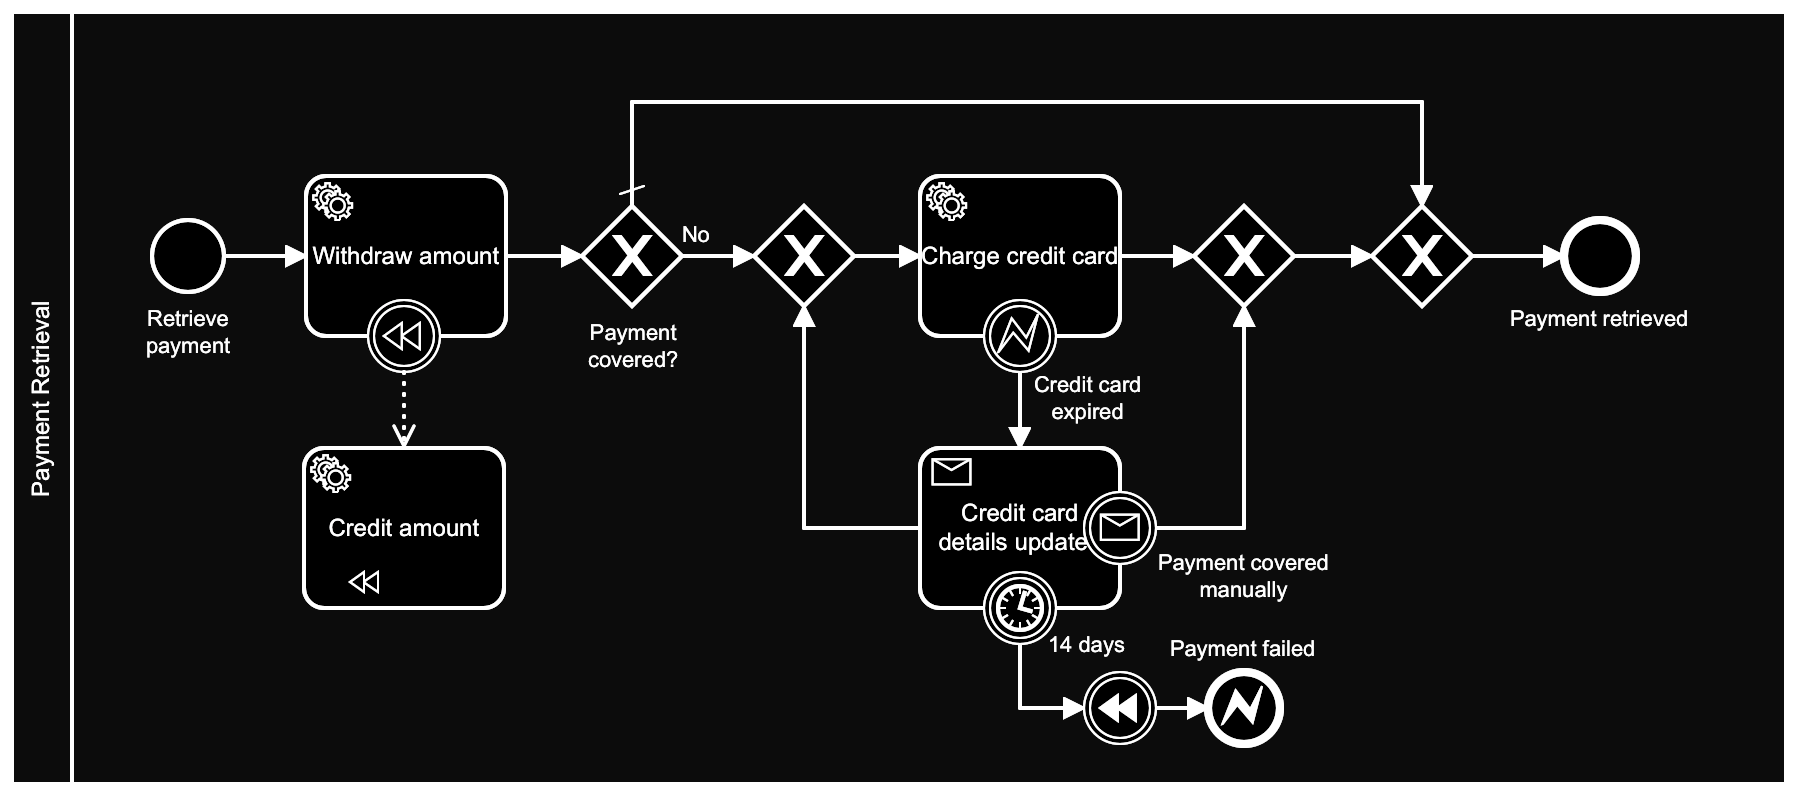 Payment Retrieval
Retrieve
payment
Withdraw amount
Credit amount
Payment
covered?
No
Charge credit card
Credit card
expired
Credit card
details update
Payment covered
manually
14 days
Payment failed
Payment retrieved